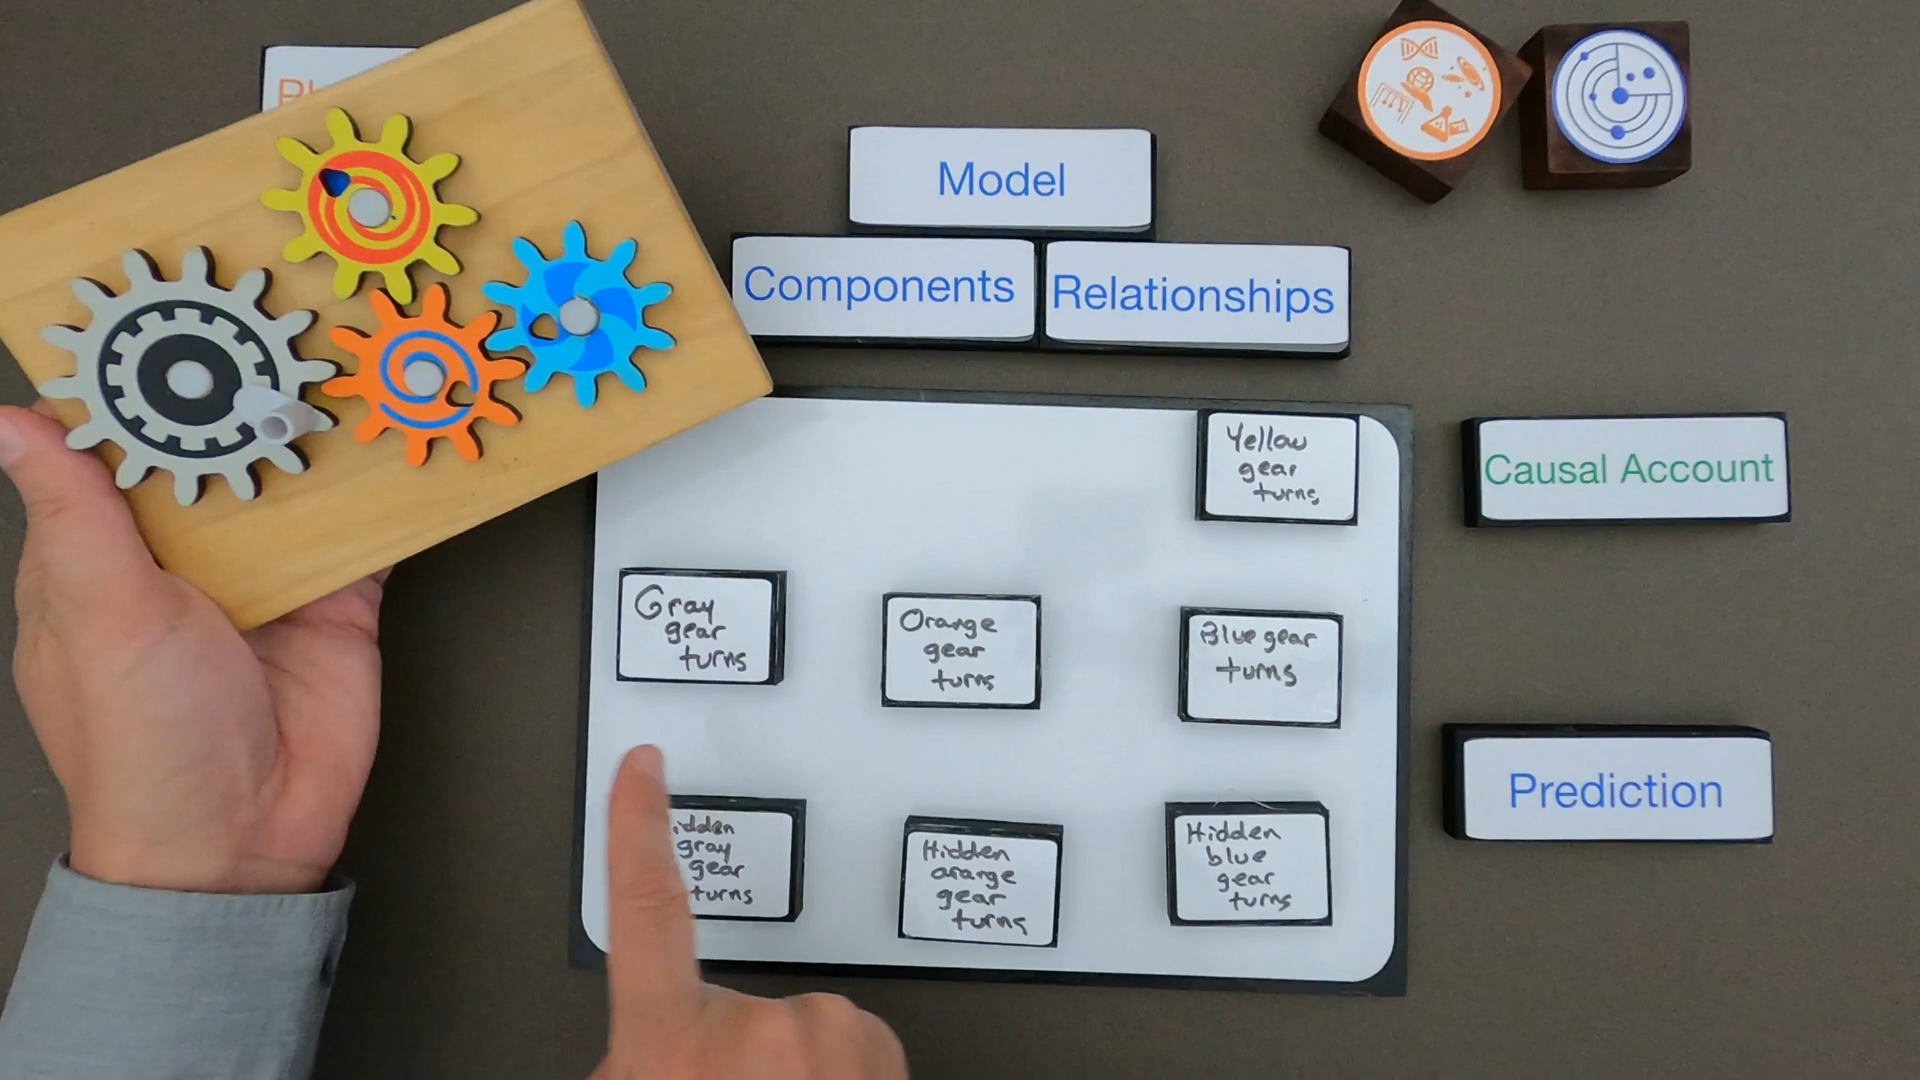 Model
Components
Relationships
Yellow
gear
turns
Causal Account
Gray
gear
turns
Orange
gear
turns
Blue gear
turns
Prediction
gray
gear
turns
Hidden
orange
gear
turns
Hidden
blue
gear
turns